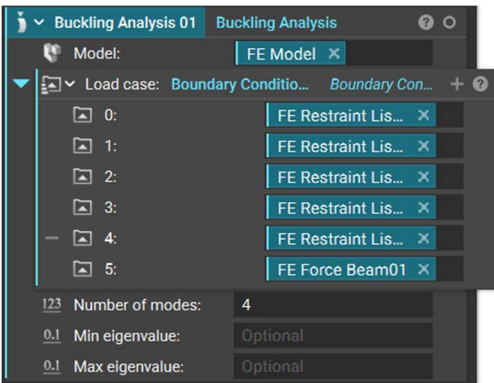 Buckling Analysis 01 Buckling Analysis
Model: FE Model
Load case: Boundary Conditio... Boundary Con...
0: FE Restraint Lis...
1: FE Restraint Lis...
2: FE Restraint Lis...
3: FE Restraint Lis...
4: FE Restraint Lis...
5: FE Force Beam01
123 Number of modes: 4
0.1 Min eigenvalue: Optional
0.1 Max eigenvalue: Optional